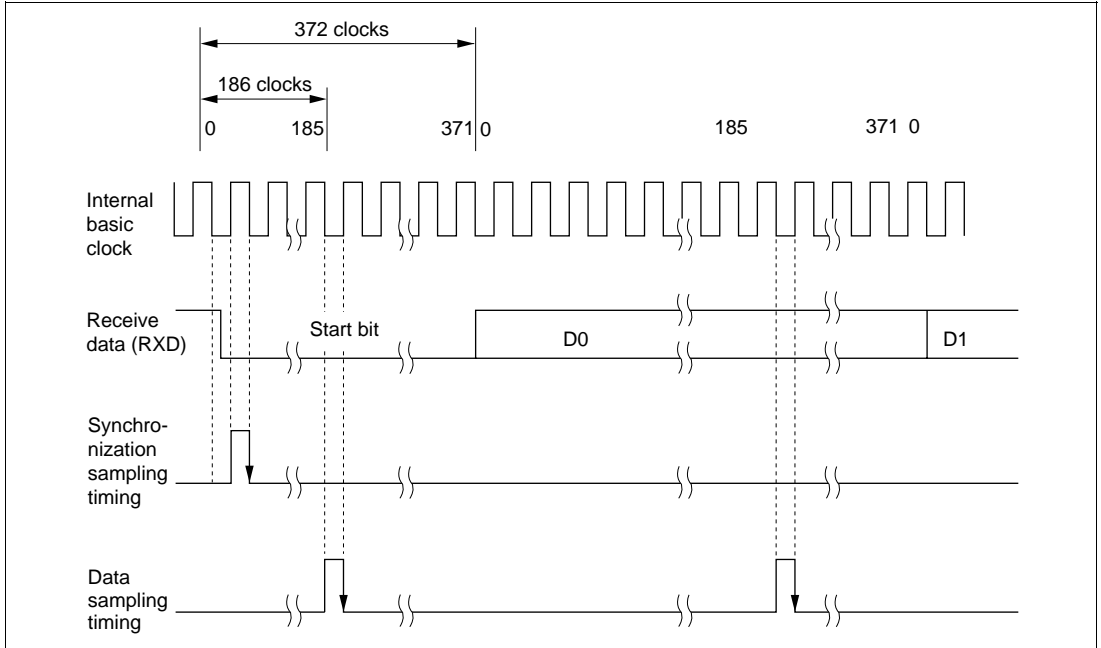 372 clocks
186 clocks
0 185 371 0 185 371 0
Internal
basic
clock
Receive
data (RXD)
Start bit
D0
D1
Synchro-
nization
sampling
timing
Data
sampling
timing